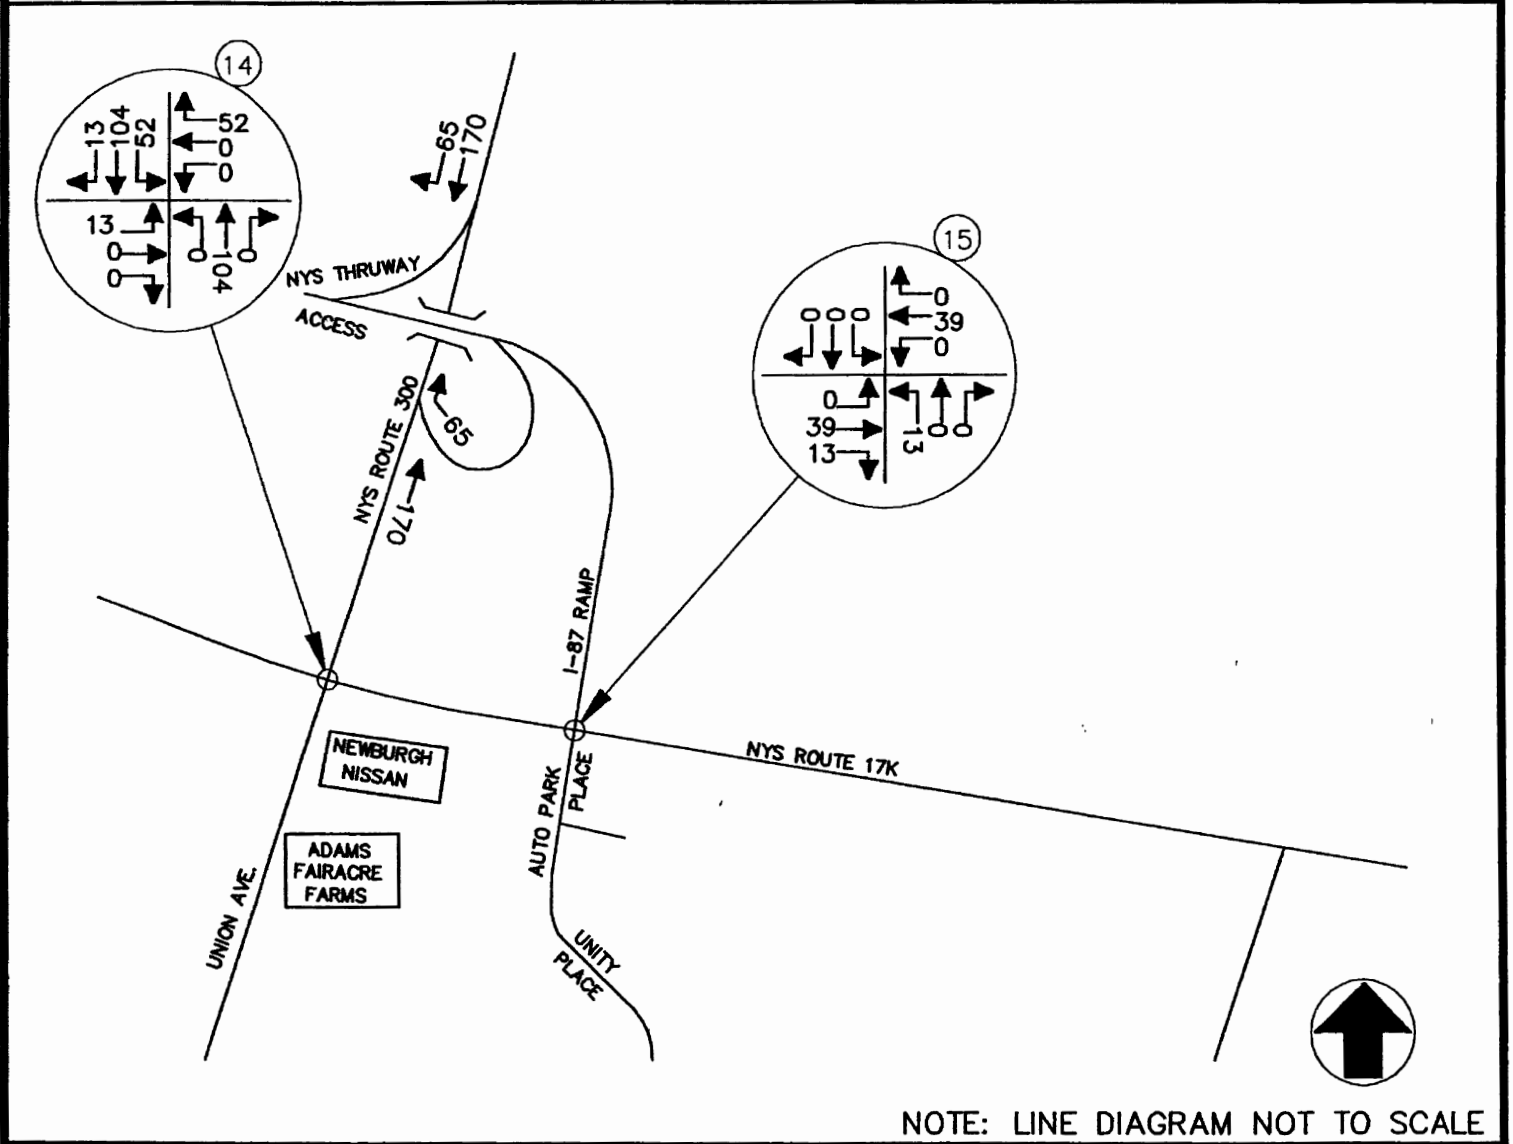 14
13
104
52
52
0
0
13
0
0
0
104
0
65
170
NYS THRUWAY
ACCESS
NYS ROUTE 300
65
170
15
0
0
0
0
39
0
0
39
13
13
0
0
I-87 RAMP
NYS ROUTE 17K
NEWBURGH
NISSAN
ADAMS
FAIRACRE
FARMS
AUTO PARK
PLACE
UNION AVE.
UNITY
PLACE
NOTE: LINE DIAGRAM NOT TO SCALE